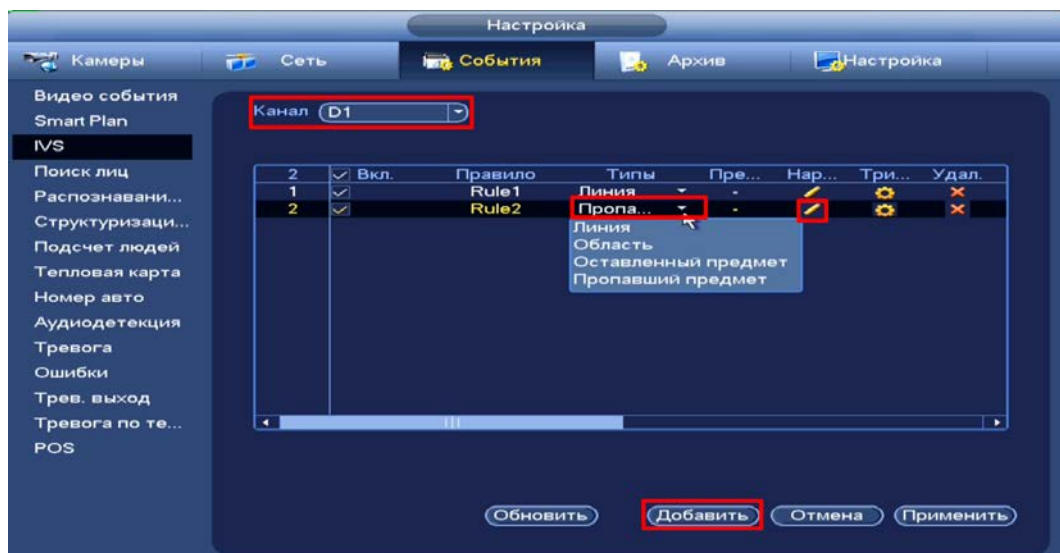 Настройка
Камеры Сеть События Архив Настройка
Видео события
Smart Plan
IVS
Поиск лиц
Распознавани...
Структуризаци...
Подсчет людей
Тепловая карта
Номер авто
Аудиодетекция
Тревога
Ошибки
Трев. выход
Тревога по те...
POS
Канал D1
2 Вкл. Правило Типы Пре... Нар... Три... Удал.
1 Rule1 Линия -
2 Rule2 Пропа... -
Линия
Область
Оставленный предмет
Пропавший предмет
Обновить Добавить Отмена Применить